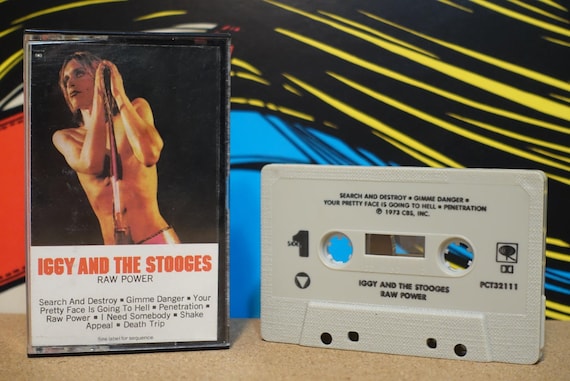 IGGY AND THE STOOGES
RAW POWER
Search And Destroy ■ Gimme Danger ■ Your
Pretty Face Is Going To Hell ■ Penetration ■
Raw Power ■ I Need Somebody ■ Shake
Appeal ■ Death Trip
See label for sequence
SEARCH AND DESTROY ■ GIMME DANGER ■
YOUR PRETTY FACE IS GOING TO HELL ■ PENETRATION
℗ 1973 CBS, INC.
SIDE 1
IGGY AND THE STOOGES
RAW POWER
PCT32111